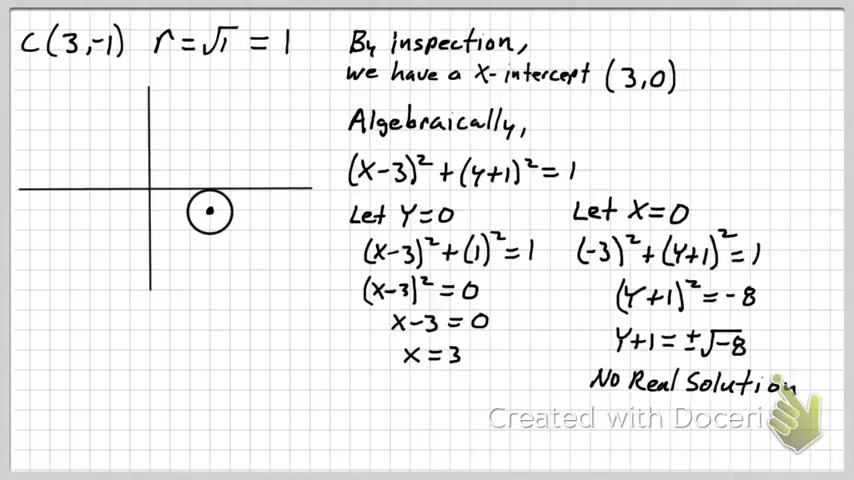 C(3,-1) r=√1 = 1
By inspection,
we have a x-intercept (3,0)
Algebraically,
(x-3)²+(y+1)²=1
Let y=0
(x-3)²+(1)²=1
(x-3)²=0
x-3=0
x=3
Let x=0
(-3)²+(y+1)²=1
(y+1)²=-8
y+1=±√-8
No Real Solution
Created with Doceri